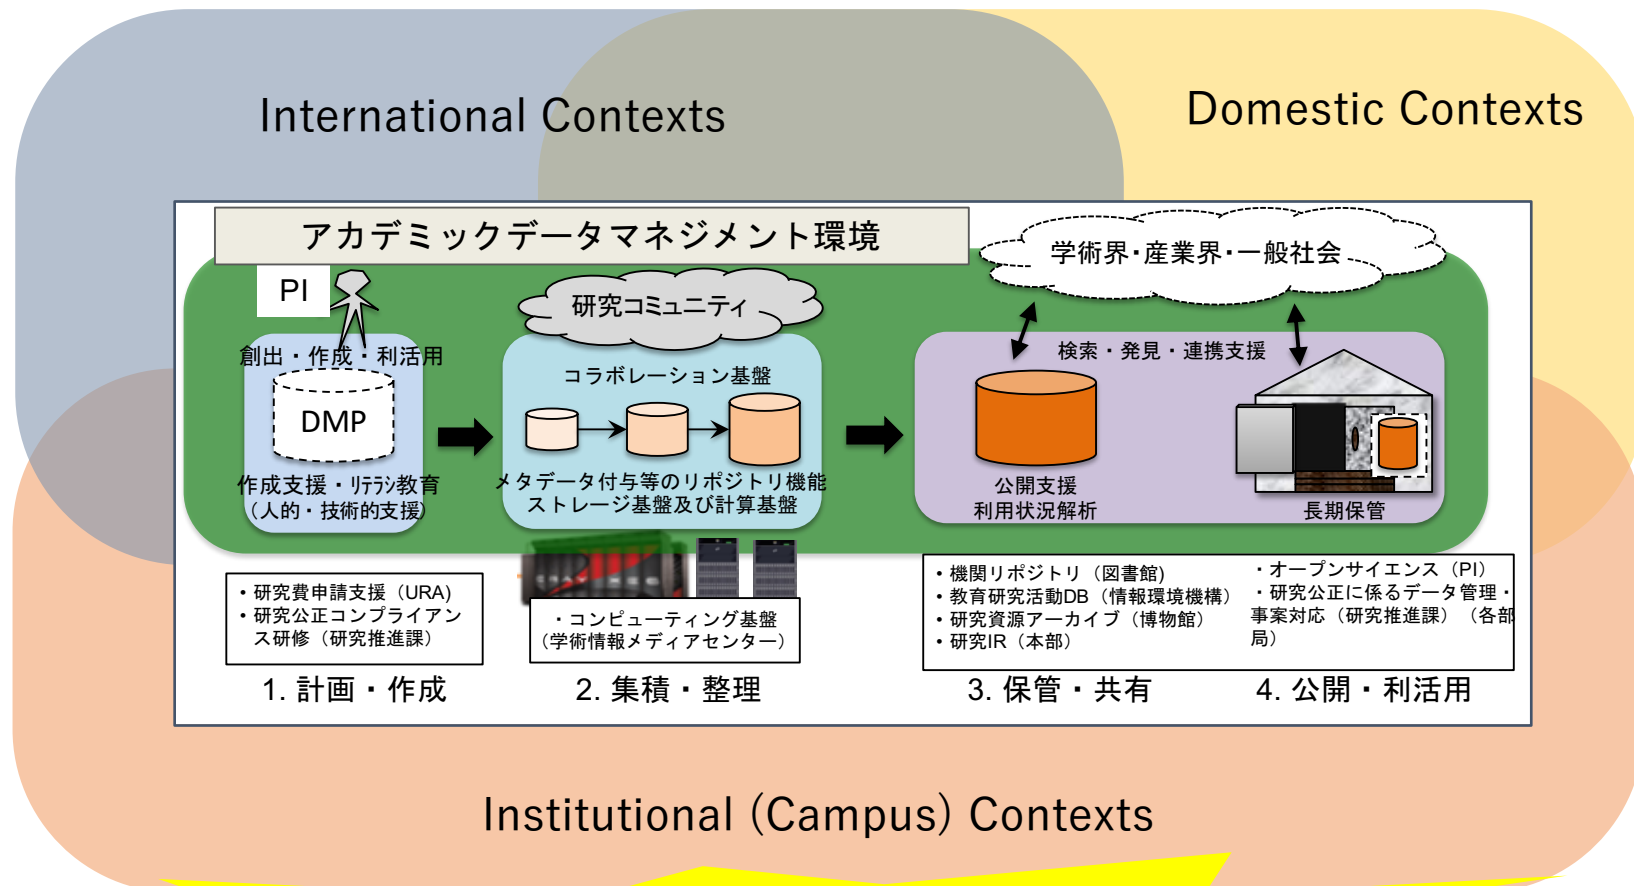 International Contexts
Domestic Contexts
アカデミックデータマネジメント環境
学術界・産業界・一般社会
PI
研究コミュニティ
創出・作成・利活用
DMP
作成支援・リテラシ教育
（人的・技術的支援）
コラボレーション基盤
メタデータ付与等のリポジトリ機能
ストレージ基盤及び計算基盤
検索・発見・連携支援
公開支援
利用状況解析
長期保管
• 研究費申請支援（URA)
• 研究公正コンプライアン
ス研修（研究推進課）
・コンピューティング基盤
（学術情報メディアセンター）
• 機関リポジトリ（図書館)
• 教育研究活動DB（情報環境機構）
• 研究資源アーカイブ（博物館）
• 研究IR（本部）
・オープンサイエンス（PI）
・研究公正に係るデータ管理・
事案対応（研究推進課）（各部
局）
1. 計画・作成
2. 集積・整理
3. 保管・共有
4. 公開・利活用
Institutional (Campus) Contexts